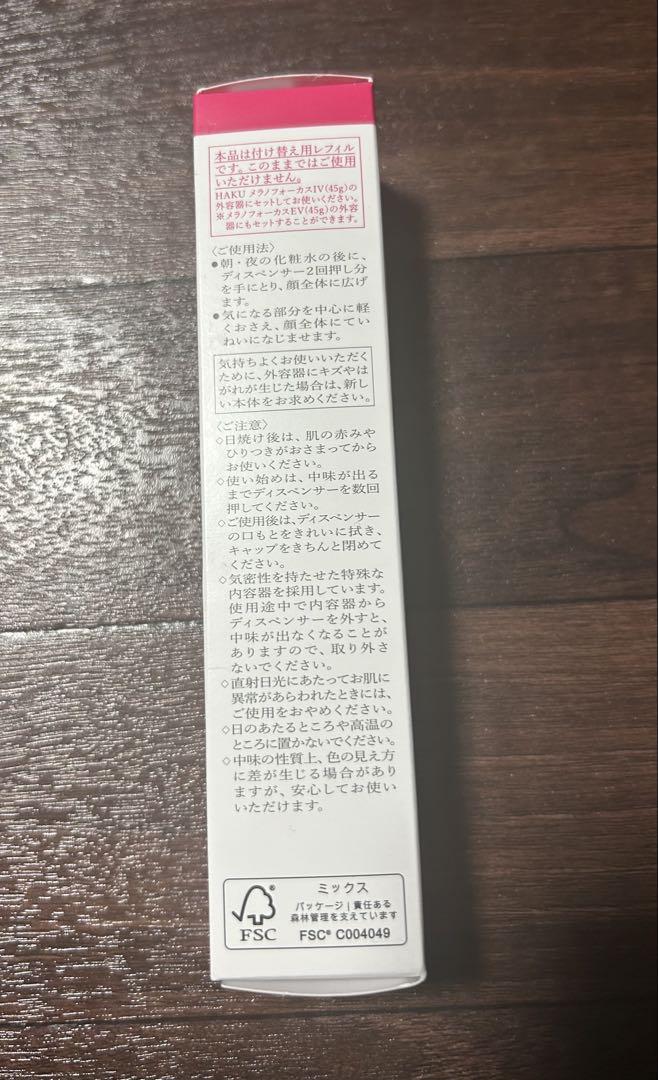 本品は付け替え用レフィル
です。このままではご使用
いただけません。
HAKU メラノフォーカスIV(45g)の
外容器にセットしてお使いください。
※メラノフォーカスEV(45g)の外容
器にもセットすることができます。
〈ご使用法〉
●朝・夜の化粧水の後に、
ディスペンサー2回押し分
を手にとり、顔全体に広げ
ます。
●気になる部分を中心に軽
くおさえ、顔全体にてい
ねいになじませます。
気持ちよくお使いいただく
ために、外容器にキズやは
がれが生じた場合は、新し
い本体をお求めください。
〈ご注意〉
◇日焼け後は、肌の赤みや
ひりつきがおさまってから
お使いください。
◇使い始めは、中味が出る
までディスペンサーを数回
押してください。
◇ご使用後は、ディスペンサー
の口もとをきれいに拭き、
キャップをきちんと閉めて
ください。
◇気密性を持たせた特殊な
内容器を採用しています。
使用途中で内容器から
ディスペンサーを外すと、
中味が出なくなることが
ありますので、取り外さ
ないでください。
◇直射日光にあたってお肌に
異常があらわれたときには、
ご使用をおやめください。
◇日のあたるところや高温の
ところに置かないでください。
◇中味の性質上、色の見え方
に差が生じる場合があり
ますが、安心してお使い
いただけます。
ミックス
パッケージ|責任ある
森林管理を支えています
FSC® C004049
®
FSC